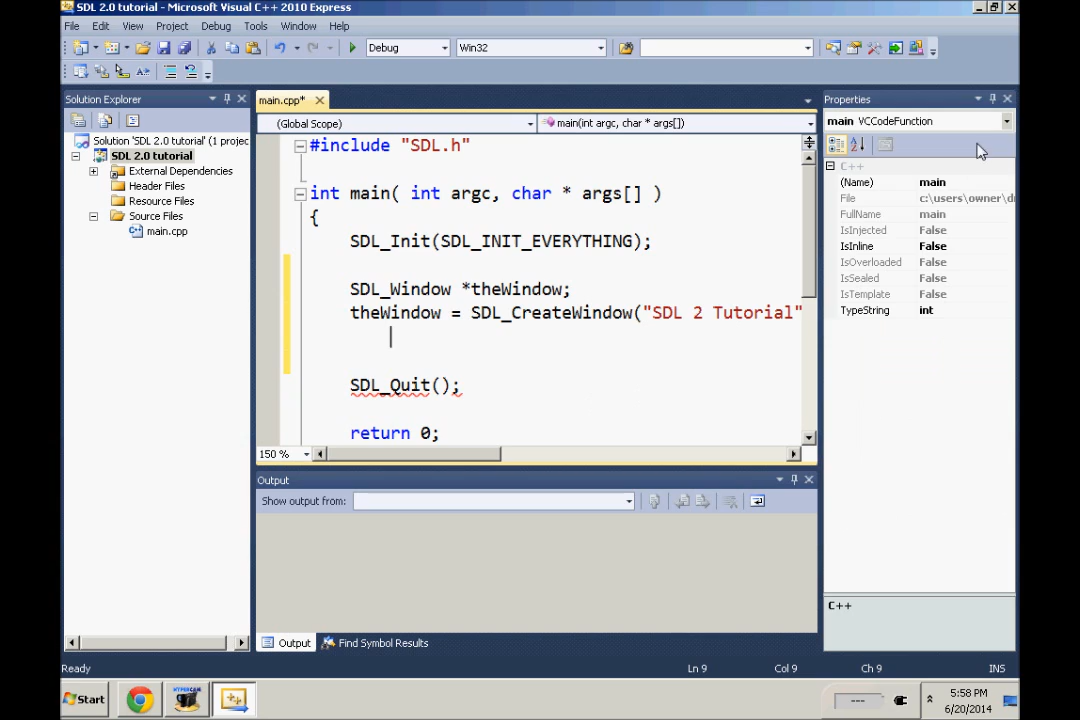 SDL 2.0 tutorial - Microsoft Visual C++ 2010 Express
File Edit View Project Debug Tools Window Help
Debug Win32
Solution Explorer
main.cpp*
Properties
(Global Scope) main(int argc, char * args[])
main VCCodeFunction
Solution 'SDL 2.0 tutorial' (1 projec
SDL 2.0 tutorial
External Dependencies
Header Files
Resource Files
Source Files
main.cpp
#include "SDL.h"
int main( int argc, char * args[] )
{
SDL_Init(SDL_INIT_EVERYTHING);
SDL_Window *theWindow;
theWindow = SDL_CreateWindow("SDL 2 Tutorial"
SDL_Quit();
return 0;
150 %
C++
(Name) main
File c:\users\owner\d
FullName main
IsInjected False
IsInline False
IsOverloaded False
IsSealed False
IsTemplate False
TypeString int
Output
Show output from:
C++
Output Find Symbol Results
Ready Ln 9 Col 9 Ch 9 INS
Start
HYPERCAM
5:58 PM
6/20/2014